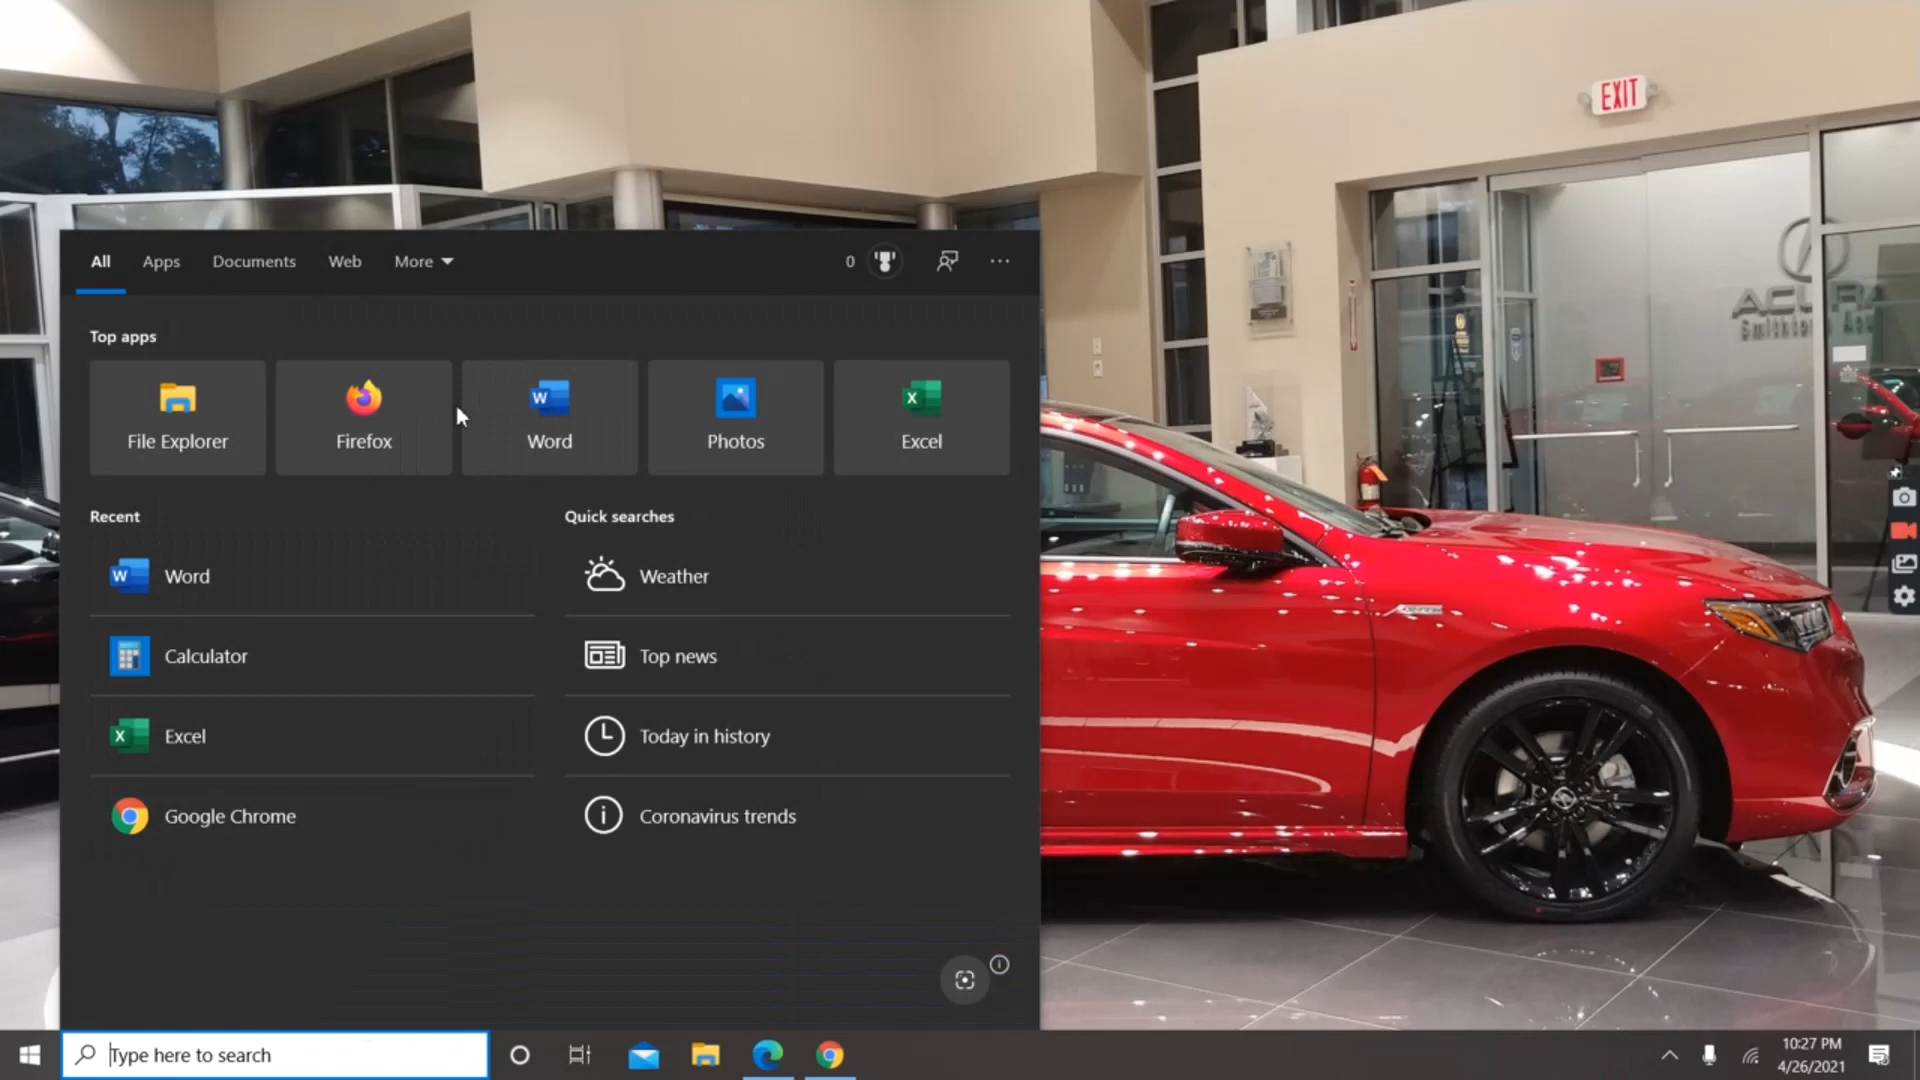 EXIT
ACURA
All Apps Documents Web More 0
Top apps
File Explorer Firefox Word Photos Excel
Recent Quick searches
Word Weather
Calculator Top news
Excel Today in history
Google Chrome Coronavirus trends
Type here to search
10:27 PM
4/26/2021